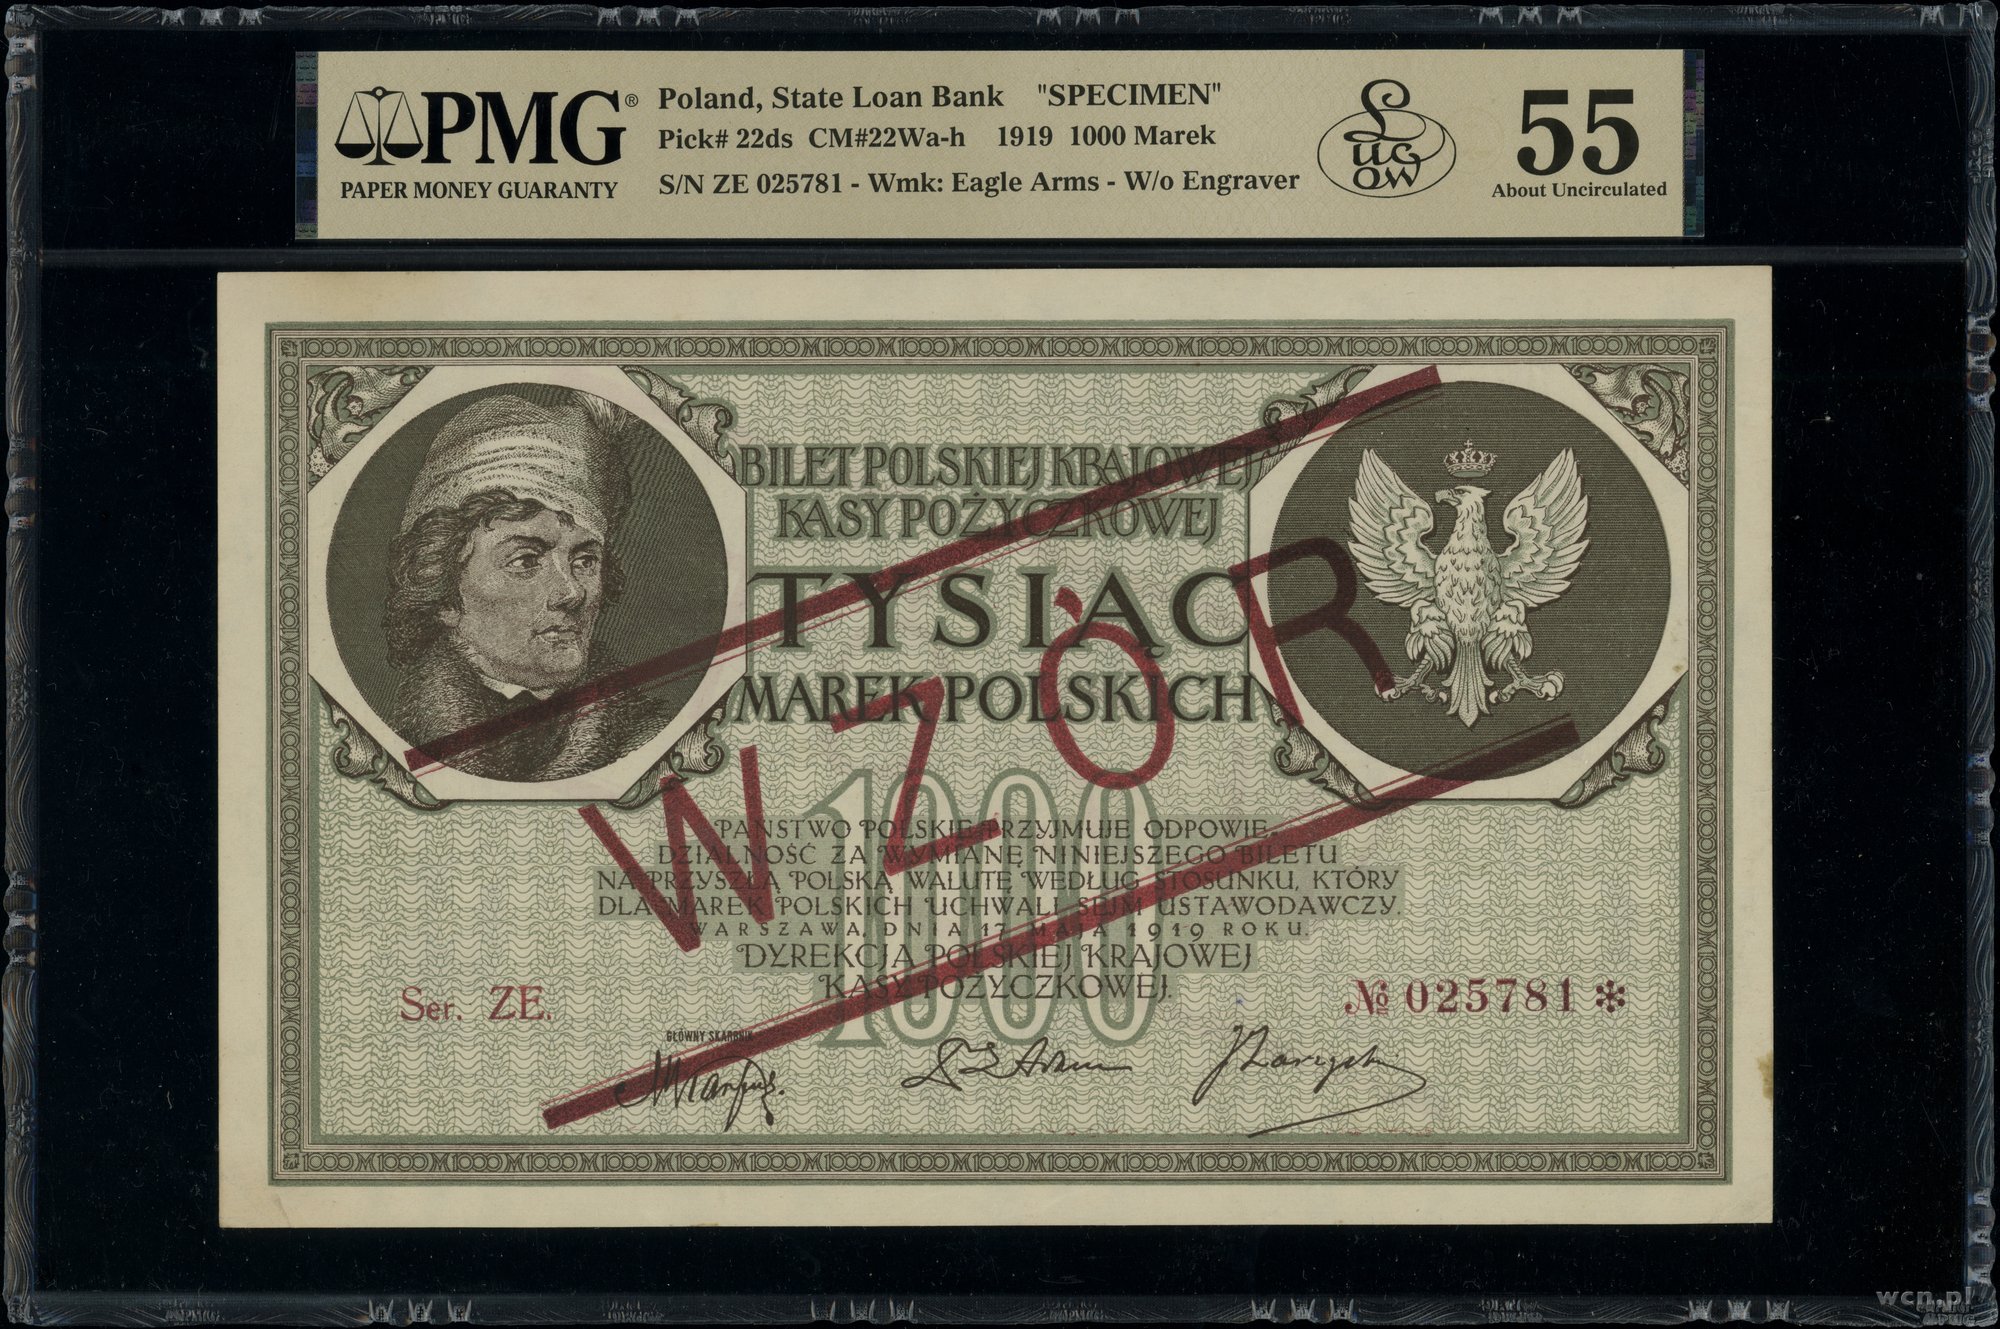 PMG®
PAPER MONEY GUARANTY
Poland, State Loan Bank "SPECIMEN"
Pick# 22ds CM#22Wa-h 1919 1000 Marek
S/N ZE 025781 - Wmk: Eagle Arms - W/o Engraver
55
About Uncirculated
BILET POLSKIEJ KRAJOWEJ
KASY POŻYCZKOWEJ
TYSIĄC
MAREK POLSKICH
WZÓR
1000
PAŃSTWO POLSKIE PRZYJMUJE ODPOWIE-
DZIALNOŚĆ ZA WYMIANĘ NINIEJSZEGO BILETU
NA PRZYSZŁĄ POLSKĄ WALUTĘ WEDŁUG STOSUNKU, KTÓRY
DLA MAREK POLSKICH UCHWALI SEJM USTAWODAWCZY.
WARSZAWA, DNIA 17 MAJA 1919 ROKU.
DYREKCJA POLSKIEJ KRAJOWEJ
KASY POŻYCZKOWEJ.
Ser. ZE.
№ 025781 *
GŁÓWNY SKARBNIK
wcn.pl